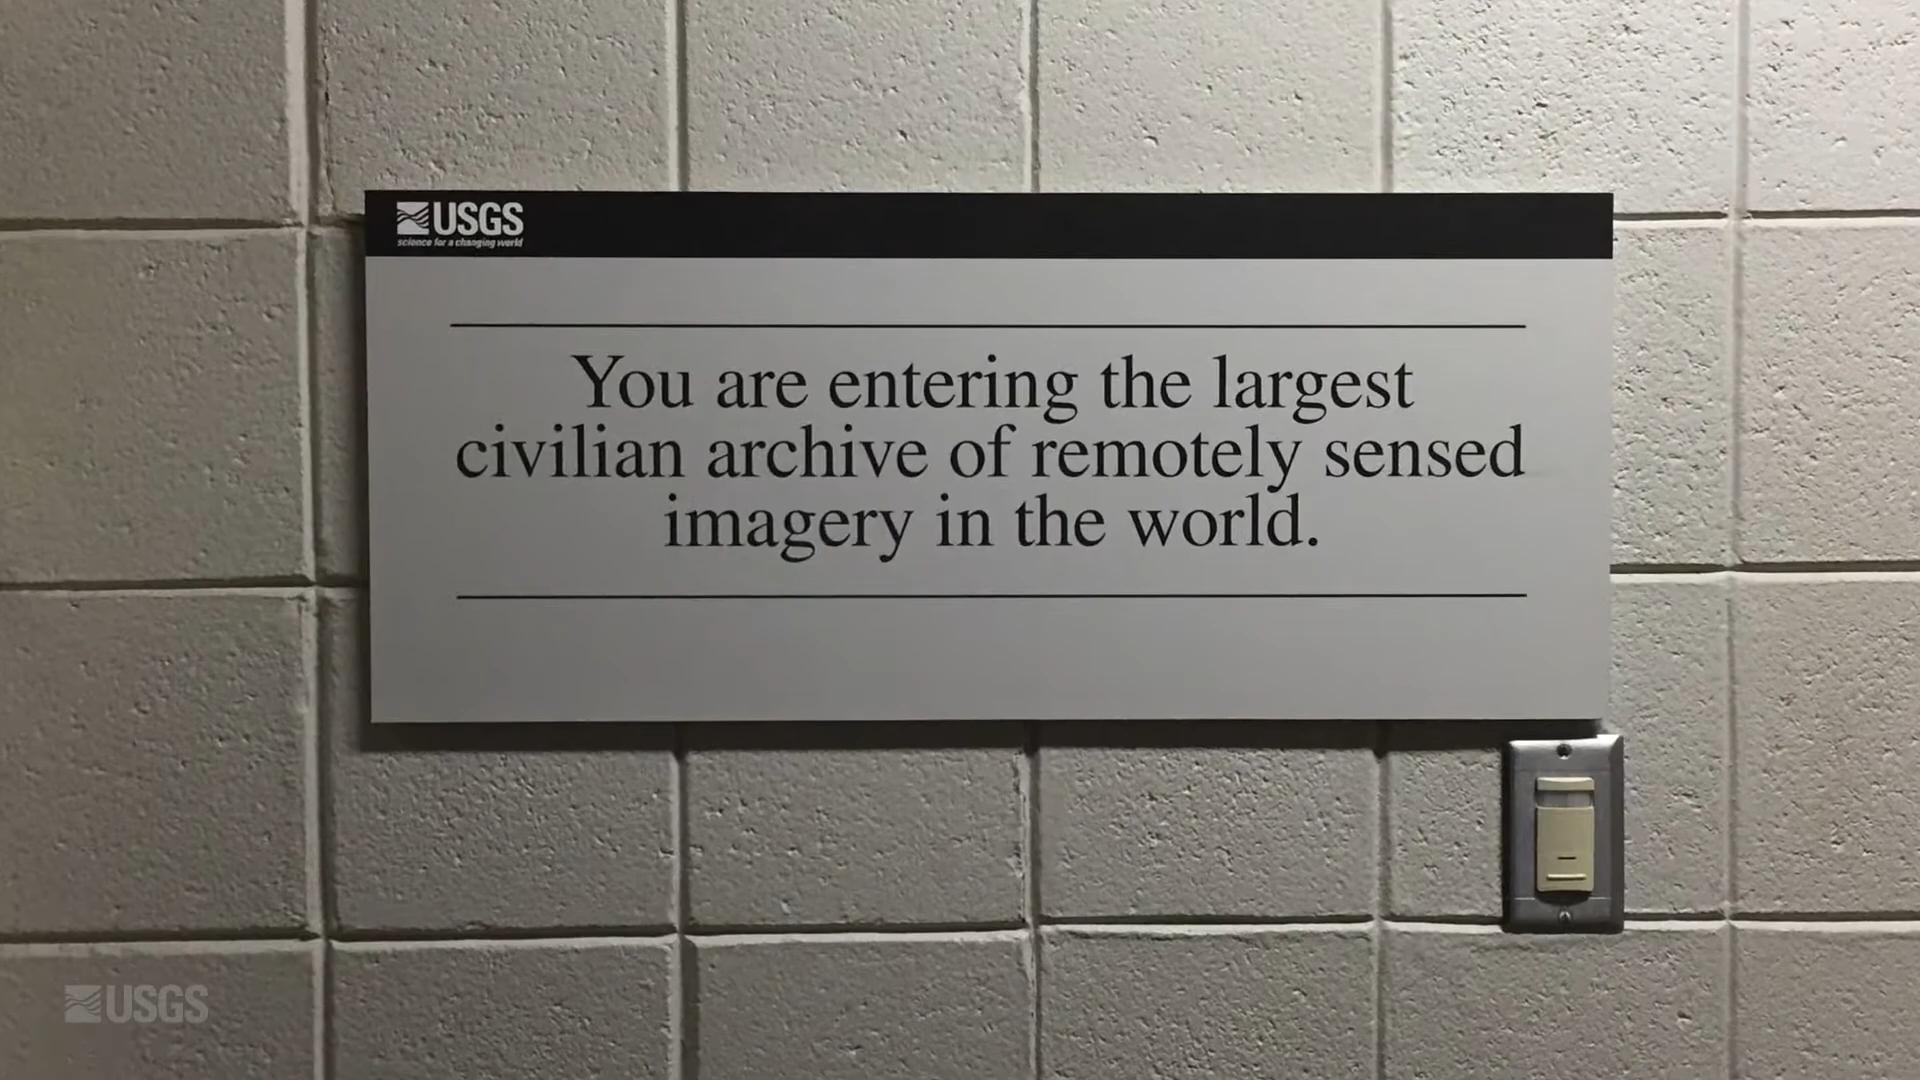 USGS
science for a changing world
You are entering the largest
civilian archive of remotely sensed
imagery in the world.
USGS